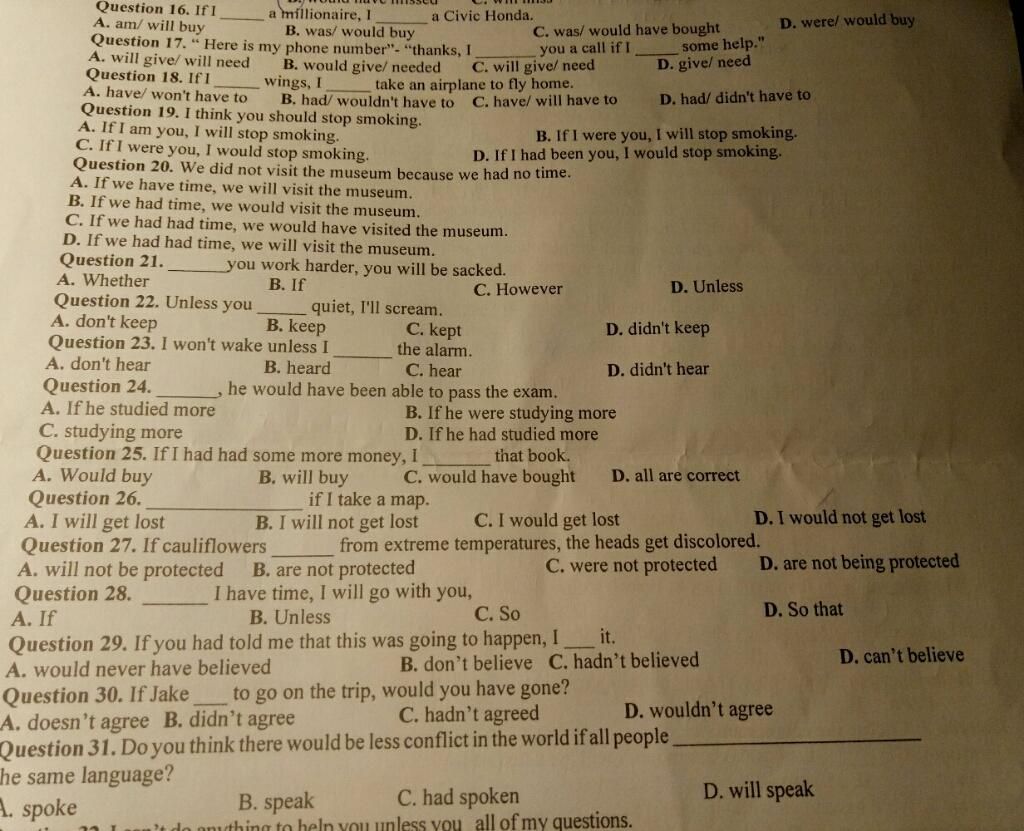 Question 16. If I _____ a millionaire, I _____ a Civic Honda.
A. am/ will buy B. was/ would buy C. was/ would have bought D. were/ would buy
Question 17. “ Here is my phone number”- “thanks, I _____ you a call if I _____ some help."
A. will give/ will need B. would give/ needed C. will give/ need D. give/ need
Question 18. If I _____ wings, I _____ take an airplane to fly home.
A. have/ won't have to B. had/ wouldn't have to C. have/ will have to D. had/ didn't have to
Question 19. I think you should stop smoking.
A. If I am you, I will stop smoking. B. If I were you, I will stop smoking.
C. If I were you, I would stop smoking. D. If I had been you, I would stop smoking.
Question 20. We did not visit the museum because we had no time.
A. If we have time, we will visit the museum.
B. If we had time, we would visit the museum.
C. If we had had time, we would have visited the museum.
D. If we had had time, we will visit the museum.
Question 21. _____you work harder, you will be sacked.
A. Whether B. If C. However D. Unless
Question 22. Unless you _____ quiet, I'll scream.
A. don't keep B. keep C. kept D. didn't keep
Question 23. I won't wake unless I _____ the alarm.
A. don't hear B. heard C. hear D. didn't hear
Question 24. _____, he would have been able to pass the exam.
A. If he studied more B. If he were studying more
C. studying more D. If he had studied more
Question 25. If I had had some more money, I _____ that book.
A. Would buy B. will buy C. would have bought D. all are correct
Question 26. _____ if I take a map.
A. I will get lost B. I will not get lost C. I would get lost D. I would not get lost
Question 27. If cauliflowers _____ from extreme temperatures, the heads get discolored.
A. will not be protected B. are not protected C. were not protected D. are not being protected
Question 28. _____ I have time, I will go with you,
A. If B. Unless C. So D. So that
Question 29. If you had told me that this was going to happen, I ___ it.
A. would never have believed B. don’t believe C. hadn’t believed D. can’t believe
Question 30. If Jake ___ to go on the trip, would you have gone?
A. doesn’t agree B. didn’t agree C. hadn’t agreed D. wouldn’t agree
Question 31. Do you think there would be less conflict in the world if all people _____
he same language?
A. spoke B. speak C. had spoken D. will speak
anything to help you unless you all of my questions.